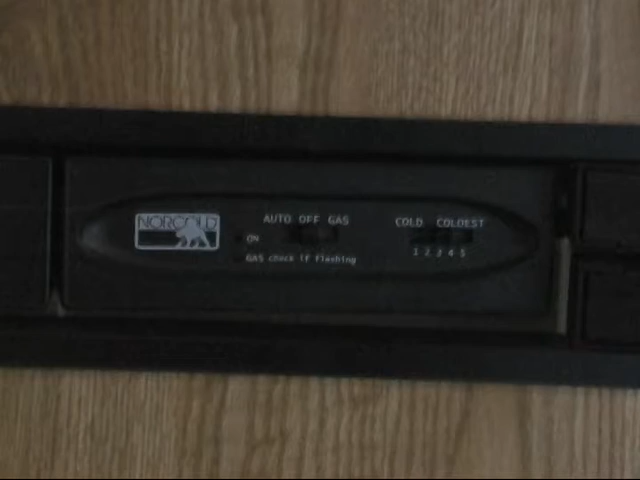 NORCOLD
AUTO OFF GAS
ON
GAS check if flashing
COLD COLDEST
1 2 3 4 5